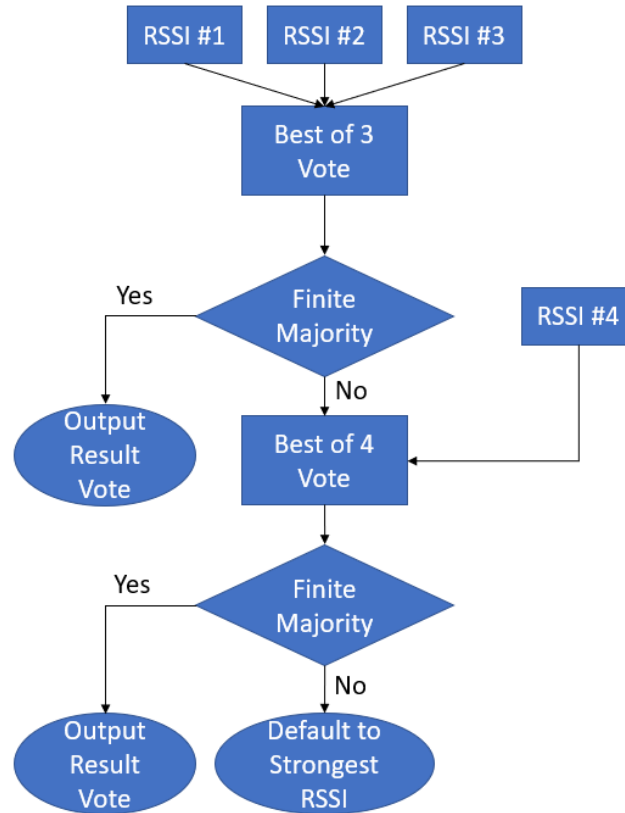 RSSI #1
RSSI #2
RSSI #3
Best of 3
Vote
Yes
Finite
Majority
RSSI #4
No
Output
Result
Vote
Best of 4
Vote
Yes
Finite
Majority
No
Output
Result
Vote
Default to
Strongest
RSSI